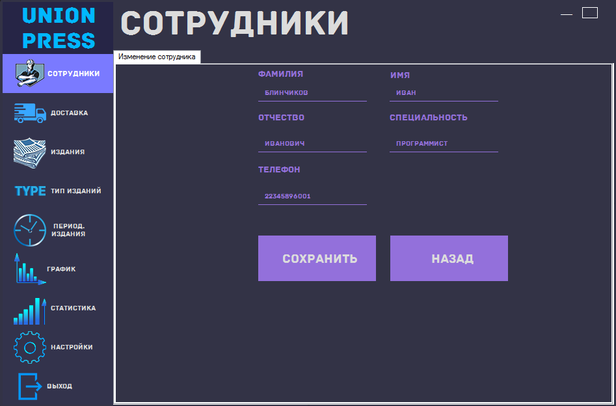 UNION
PRESS
СОТРУДНИКИ
СОТРУДНИКИ
ДОСТАВКА
ИЗДАНИЯ
TYPE ТИП ИЗДАНИЙ
ПЕРИОД.
ИЗДАНИЯ
ГРАФИК
СТАТИСТИКА
НАСТРОЙКИ
ВЫХОД
Изменение сотрудника
ФАМИЛИЯ ИМЯ
БЛИНЧИКОВ ИВАН
ОТЧЕСТВО СПЕЦИАЛЬНОСТЬ
ИВАНОВИЧ ПРОГРАММИСТ
ТЕЛЕФОН
22345896001
СОХРАНИТЬ НАЗАД